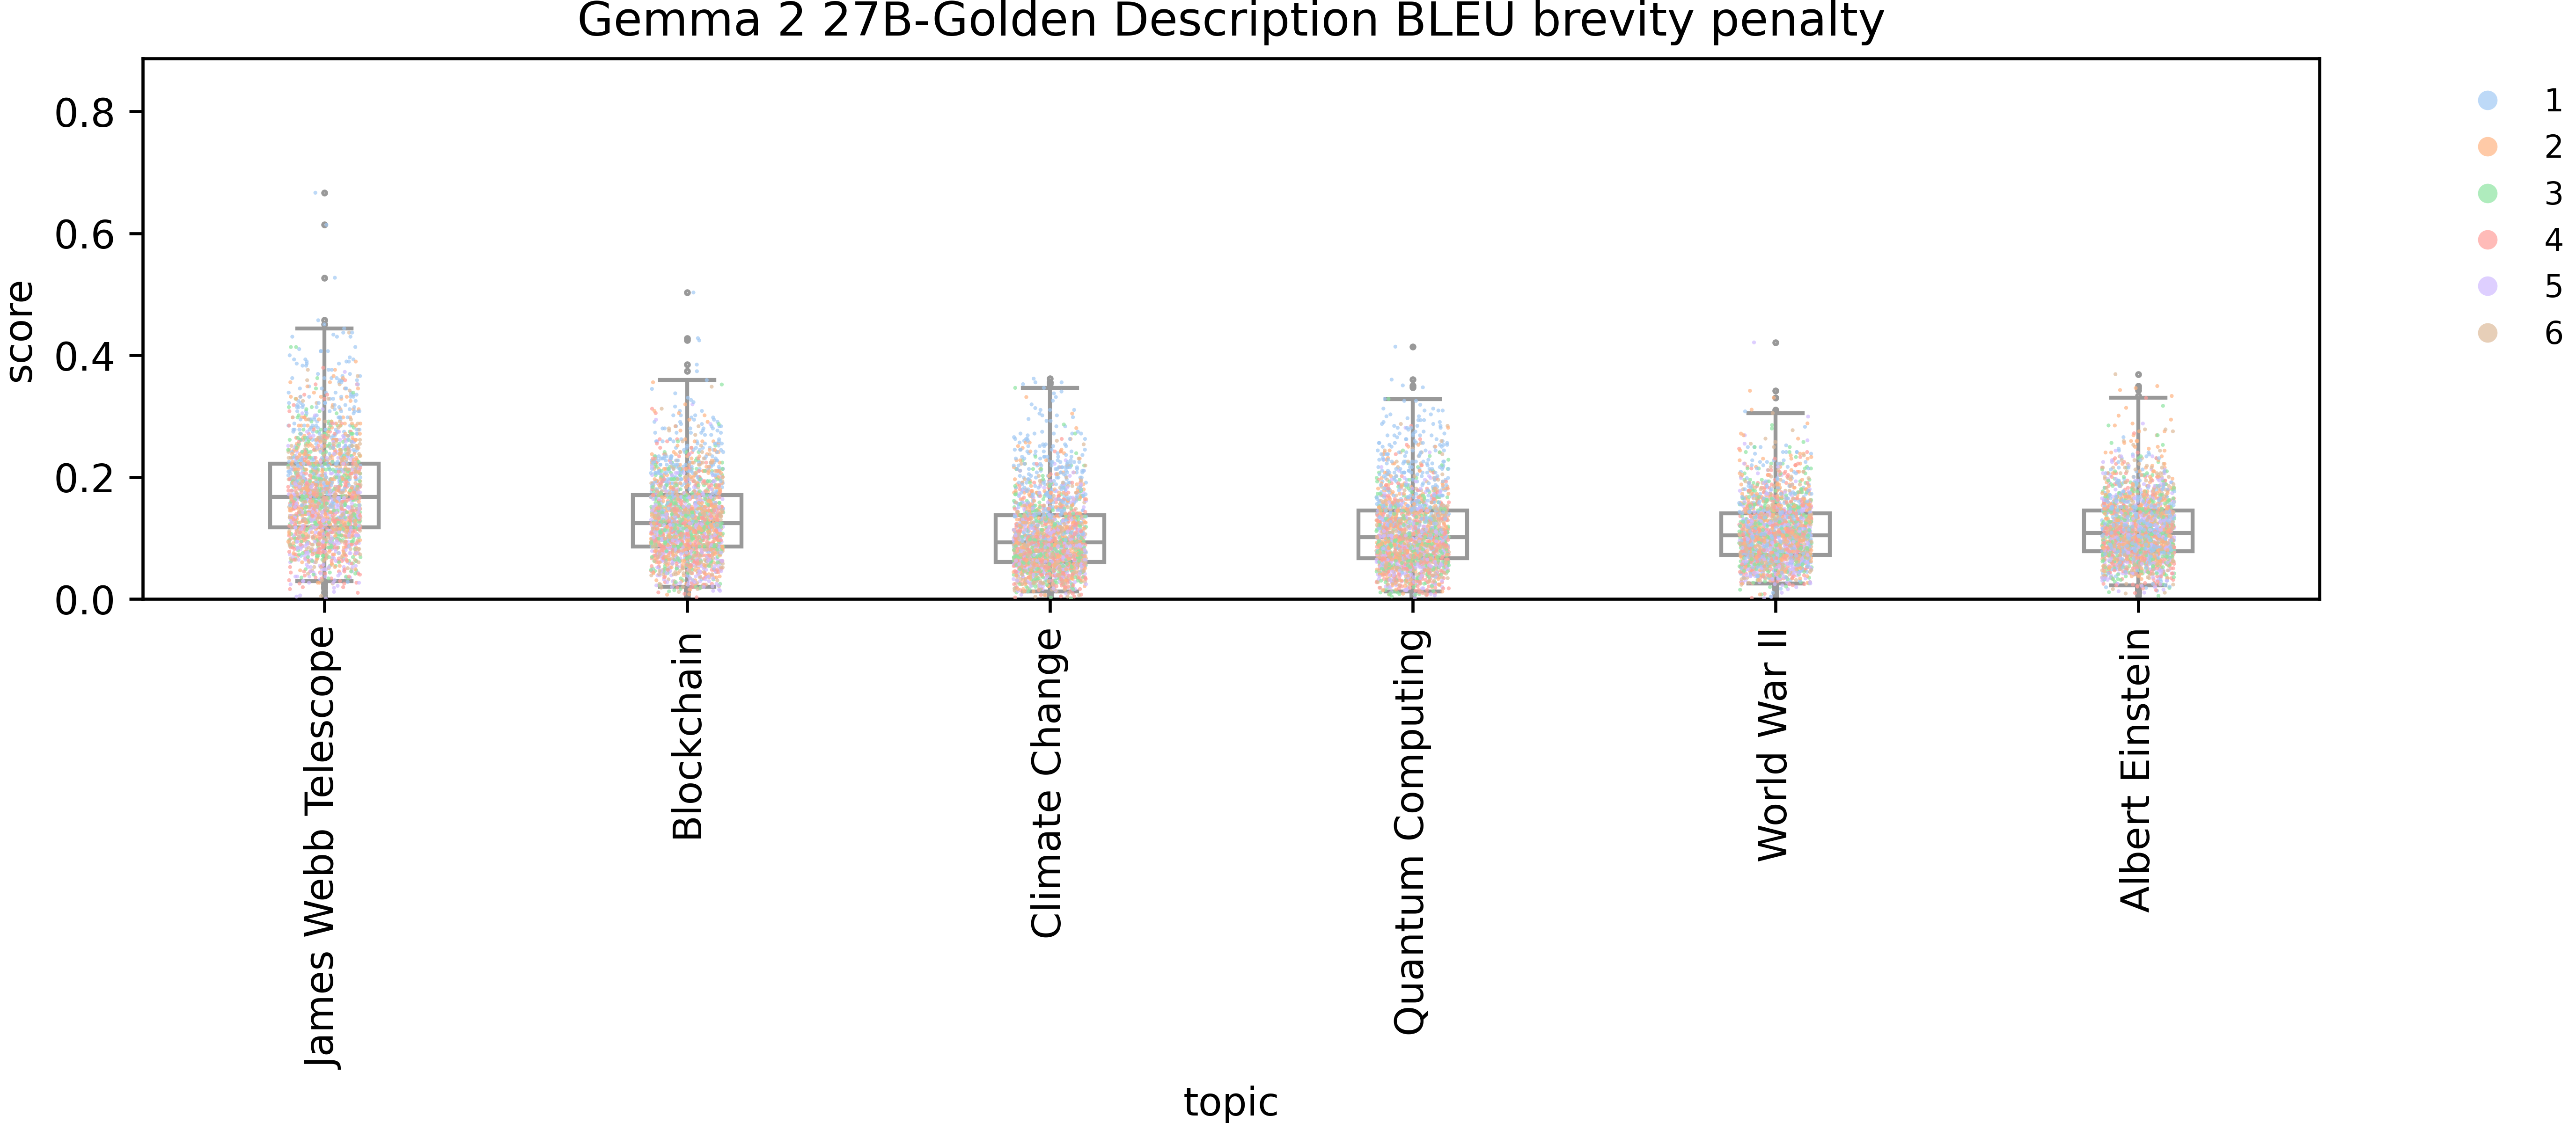 Gemma 2 27B-Golden Description BLEU brevity penalty
score
0.8
0.6
0.4
0.2
0.0
1
2
3
4
5
6
James Webb Telescope
Blockchain
Climate Change
Quantum Computing
World War II
Albert Einstein
topic